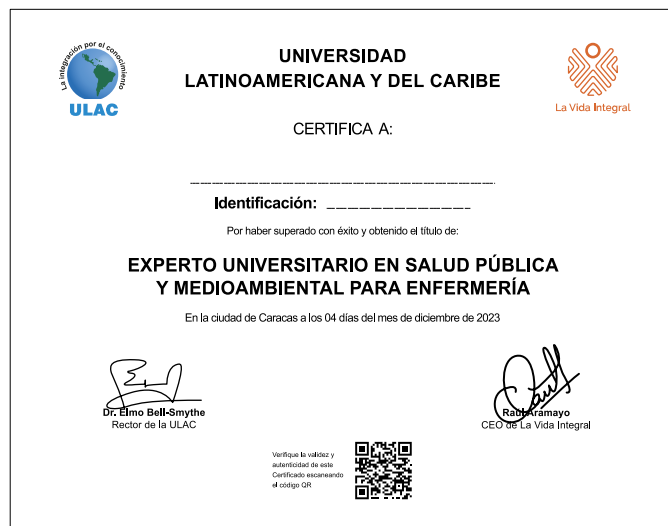 La integración por el conocimiento
ULAC
UNIVERSIDAD
LATINOAMERICANA Y DEL CARIBE
La Vida Integral
CERTIFICA A:
Identificación:
Por haber superado con éxito y obtenido el título de:
EXPERTO UNIVERSITARIO EN SALUD PÚBLICA
Y MEDIOAMBIENTAL PARA ENFERMERÍA
En la ciudad de Caracas a los 04 días del mes de diciembre de 2023
Dr. Elmo Bell-Smythe
Rector de la ULAC
Raúl Aramayo
CEO de La Vida Integral
Verifique la validez y
autenticidad de este
Certificado escaneando
el código QR